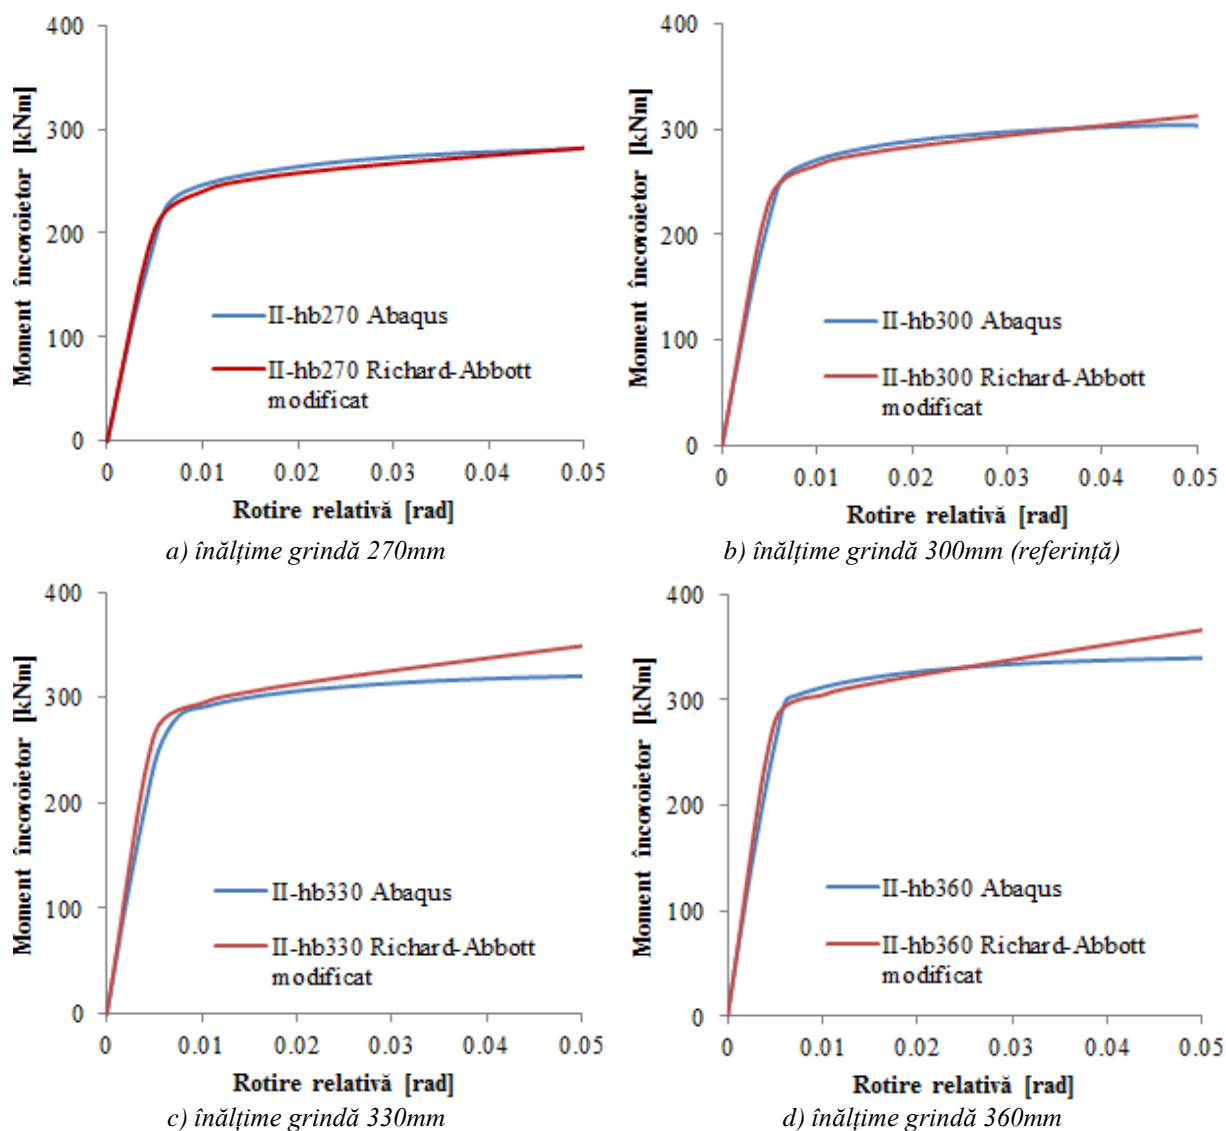 400
300
200
100
0
Moment încovoietor [kNm]
II-hb270 Abaqus
II-hb270 Richard-Abbott
modificat
0 0.01 0.02 0.03 0.04 0.05
Rotire relativă [rad]
a) înălțime grindă 270mm
400
300
200
100
0
Moment încovoietor [kNm]
II-hb300 Abaqus
II-hb300 Richard-Abbott
modificat
0 0.01 0.02 0.03 0.04 0.05
Rotire relativă [rad]
b) înălțime grindă 300mm (referință)
400
300
200
100
0
Moment încovoietor [kNm]
II-hb330 Abaqus
II-hb330 Richard-Abbott
modificat
0 0.01 0.02 0.03 0.04 0.05
Rotire relativă [rad]
c) înălțime grindă 330mm
400
300
200
100
0
Moment încovoietor [kNm]
II-hb360 Abaqus
II-hb360 Richard-Abbott
modificat
0 0.01 0.02 0.03 0.04 0.05
Rotire relativă [rad]
d) înălțime grindă 360mm